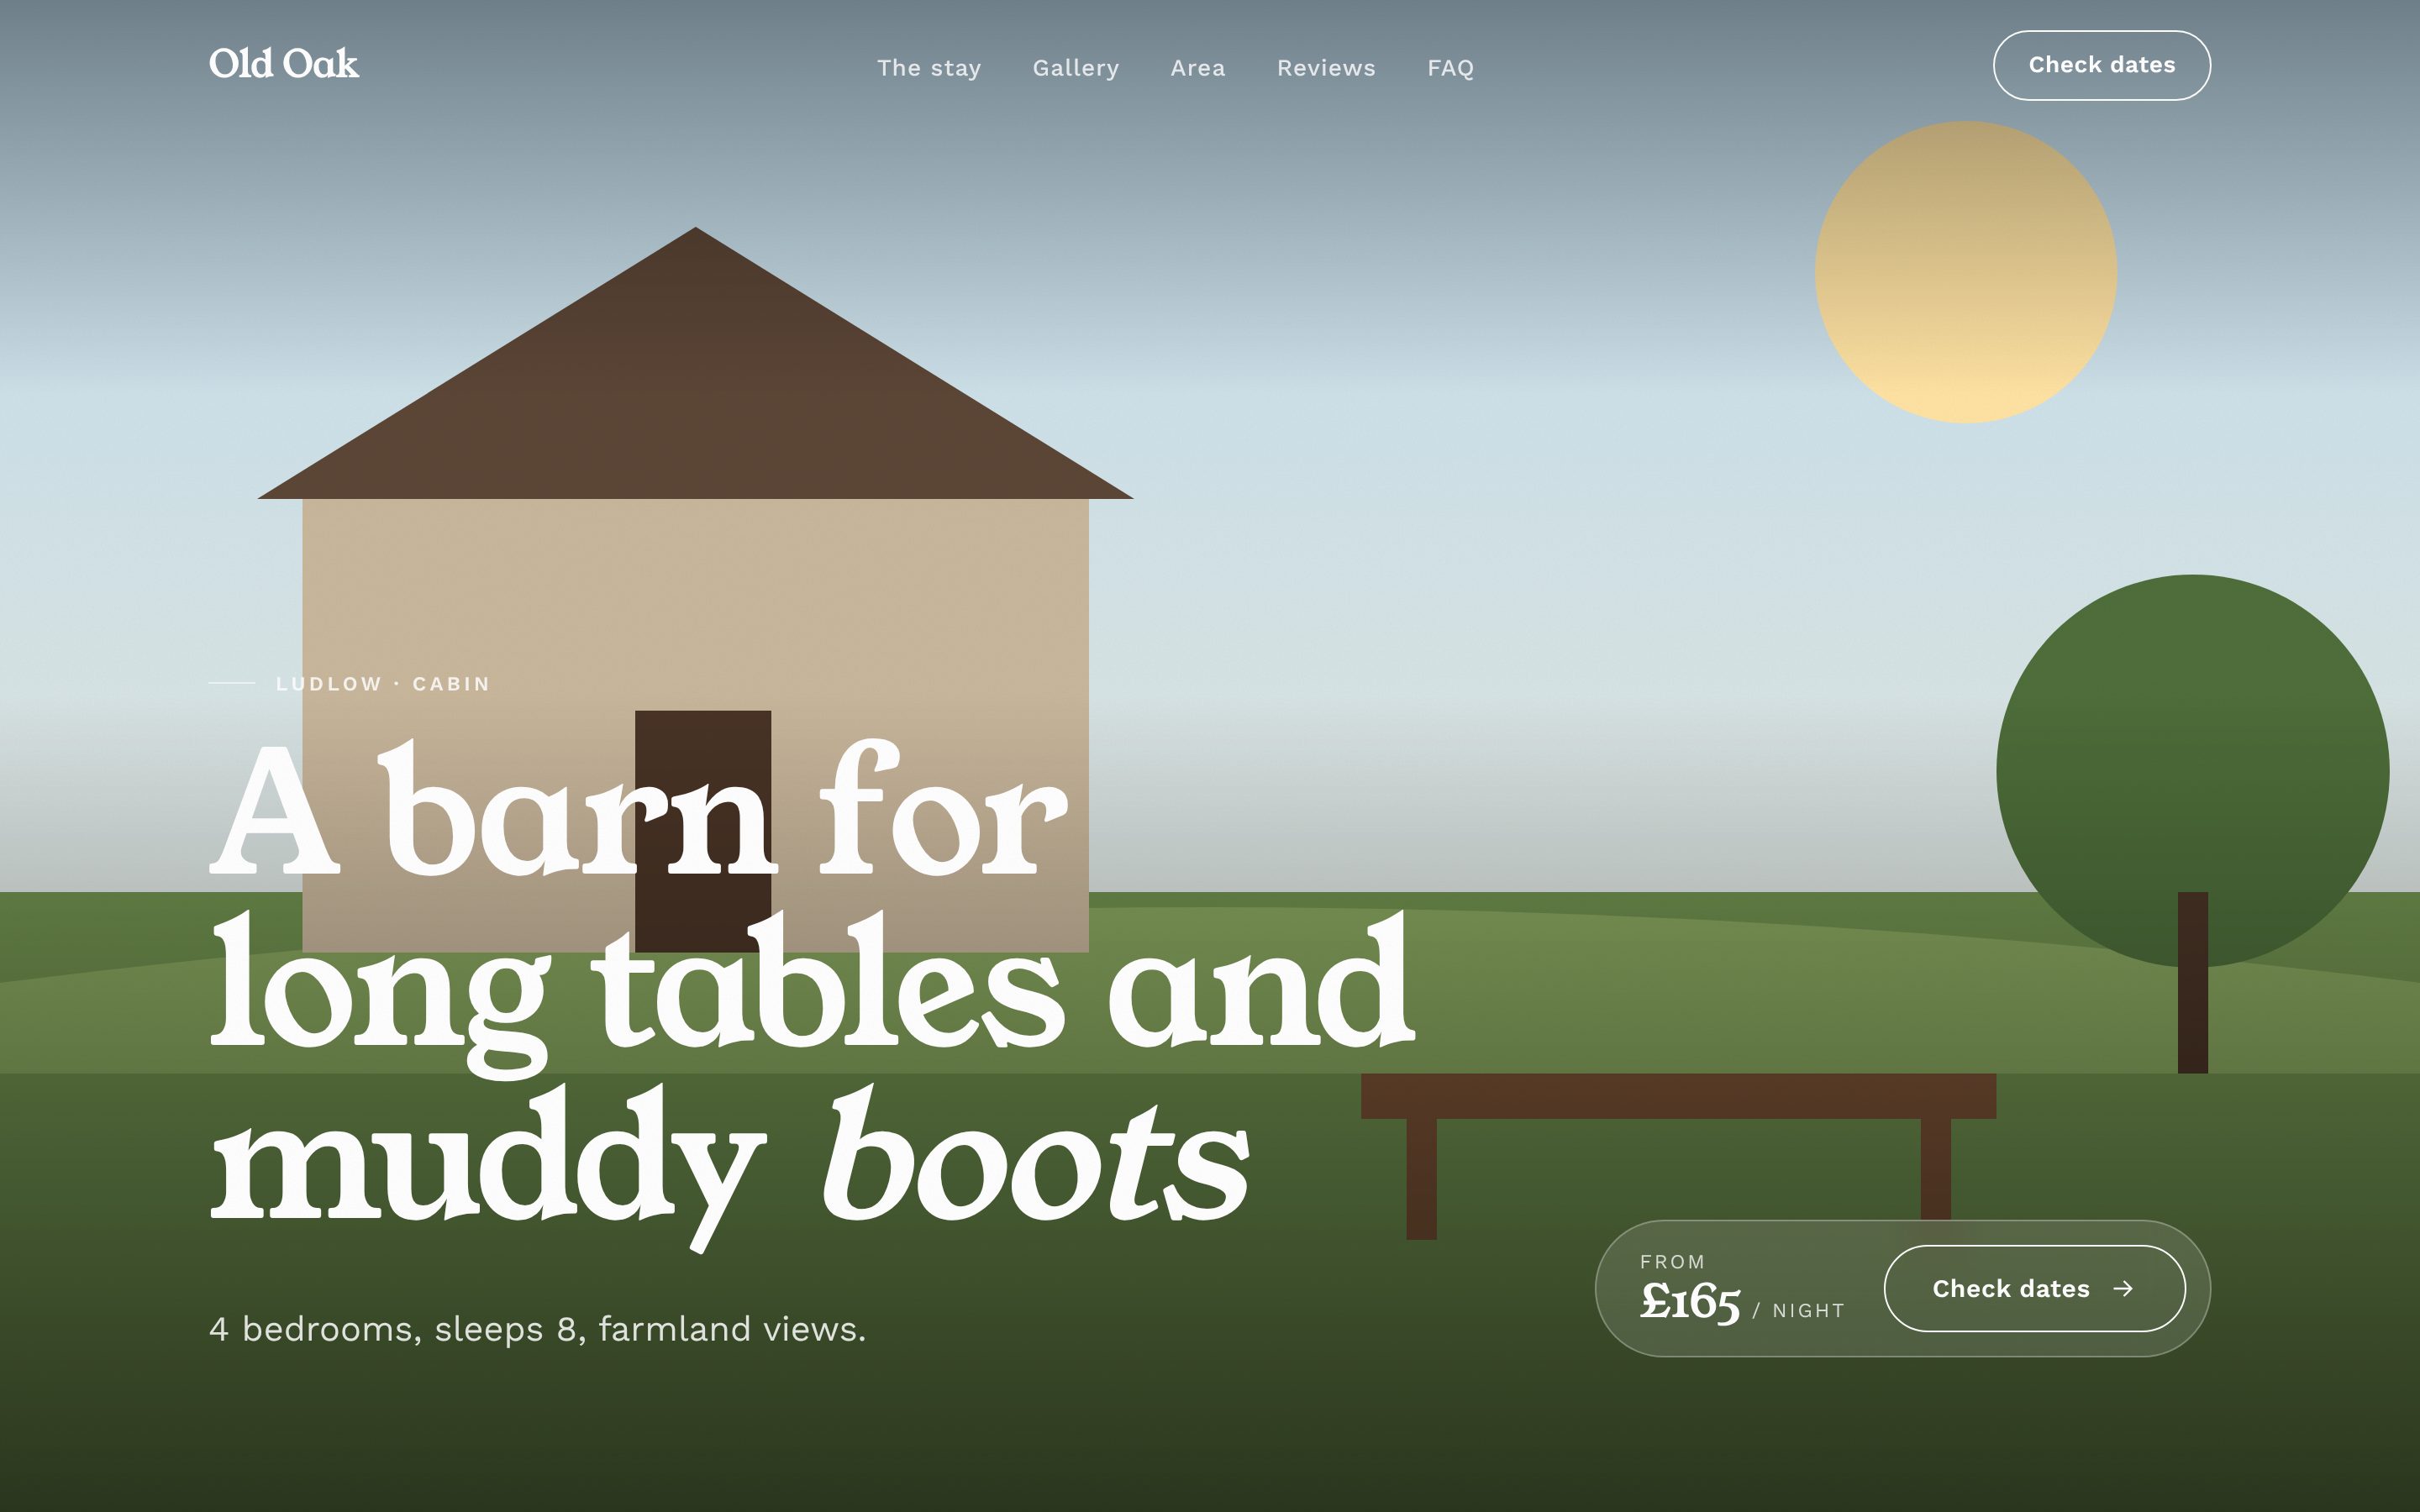 Old Oak
The stay Gallery Area Reviews FAQ
Check dates
LUDLOW · CABIN
A barn for
long tables and
muddy boots
4 bedrooms, sleeps 8, farmland views.
FROM
£165 / NIGHT
Check dates →